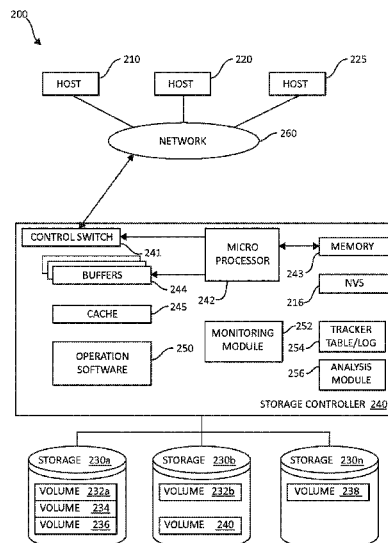 200
210
220
225
HOST
HOST
HOST
NETWORK
260
CONTROL SWITCH
241
MICRO
PROCESSOR
242
MEMORY
243
BUFFERS
244
NVS
216
CACHE
245
MONITORING
MODULE
252
TRACKER
TABLE/LOG
254
OPERATION
SOFTWARE
250
ANALYSIS
MODULE
256
STORAGE CONTROLLER 240
STORAGE 230a
STORAGE 230b
STORAGE 230n
VOLUME 232a
VOLUME 232b
VOLUME 238
VOLUME 234
VOLUME 236
VOLUME 240